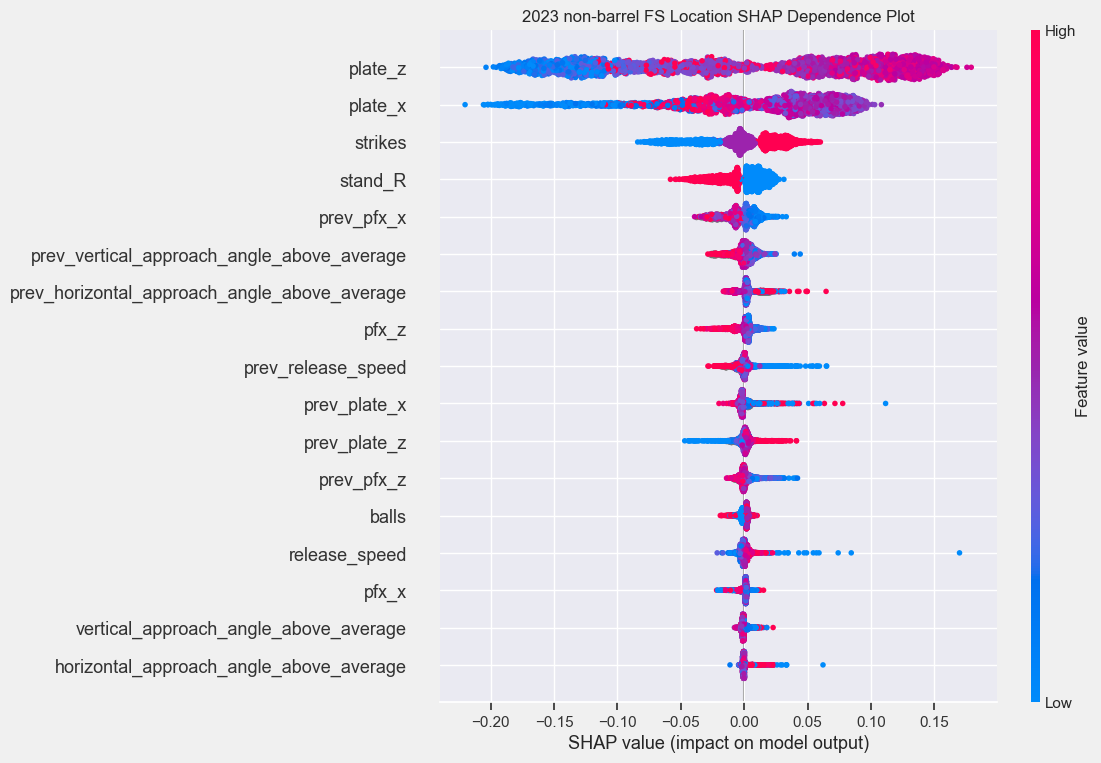 2023 non-barrel FS Location SHAP Dependence Plot
High
plate_z
plate_x
strikes
stand_R
prev_pfx_x
prev_vertical_approach_angle_above_average
prev_horizontal_approach_angle_above_average
pfx_z
prev_release_speed
prev_plate_x
prev_plate_z
prev_pfx_z
balls
release_speed
pfx_x
vertical_approach_angle_above_average
horizontal_approach_angle_above_average
Feature value
Low
−0.20 −0.15 −0.10 −0.05 0.00 0.05 0.10 0.15
SHAP value (impact on model output)